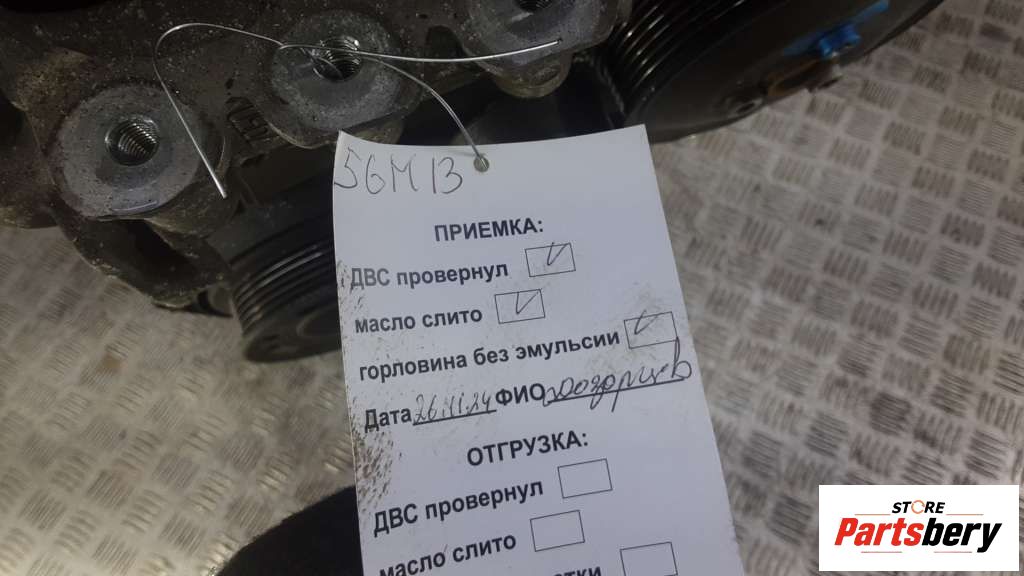 56M13
ПРИЕМКА:
ДВС провернул
масло слито
горловина без эмульсии
Дата 26.11.24 ФИО
ОТГРУЗКА:
ДВС провернул
масло слито
STORE
Partsbery